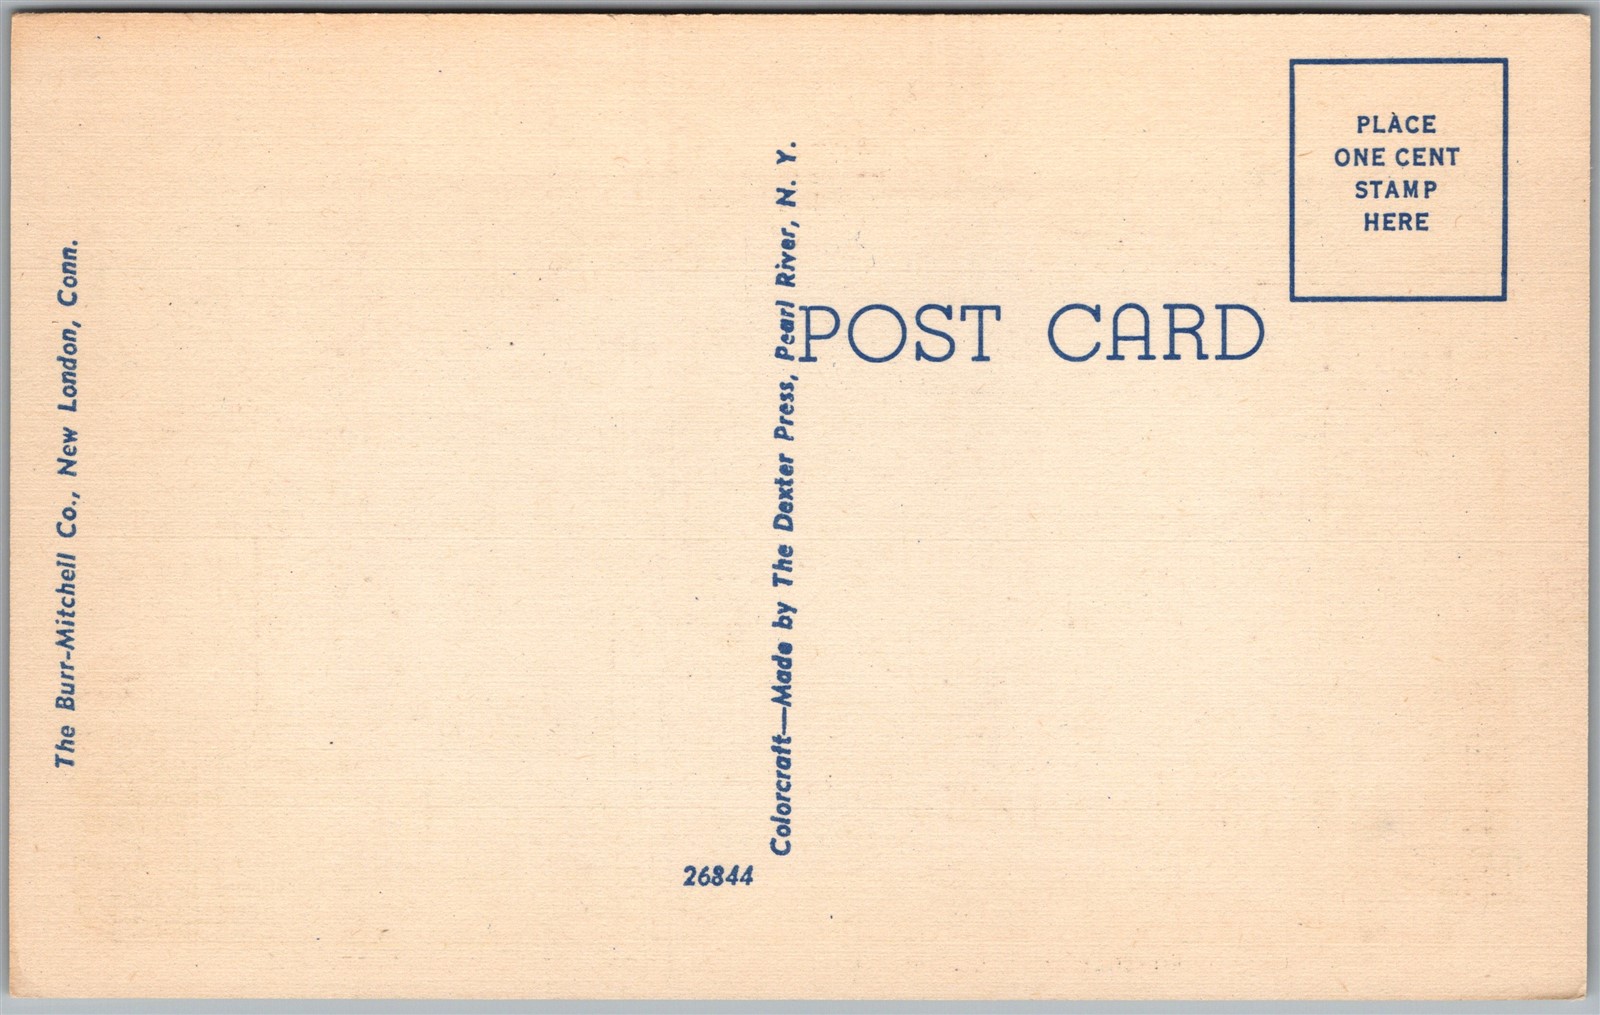 The Burr-Mitchell Co., New London, Conn.
Colorcraft—Made by The Dexter Press, Pearl River, N. Y.
26844
POST CARD
PLACE
ONE CENT
STAMP
HERE